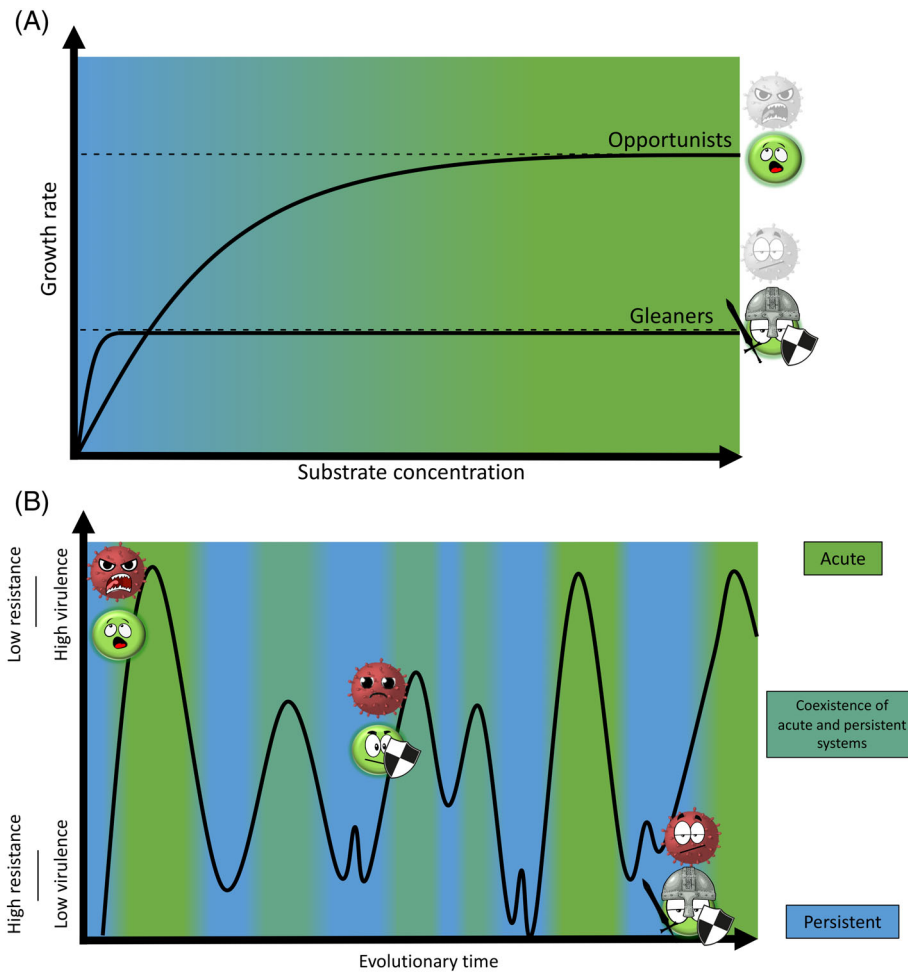 (A)
Growth rate
Opportunists
Gleaners
Substrate concentration
(B)
Low resistance
High virulence
High resistance
Low virulence
Evolutionary time
Acute
Coexistence of
acute and persistent
systems
Persistent